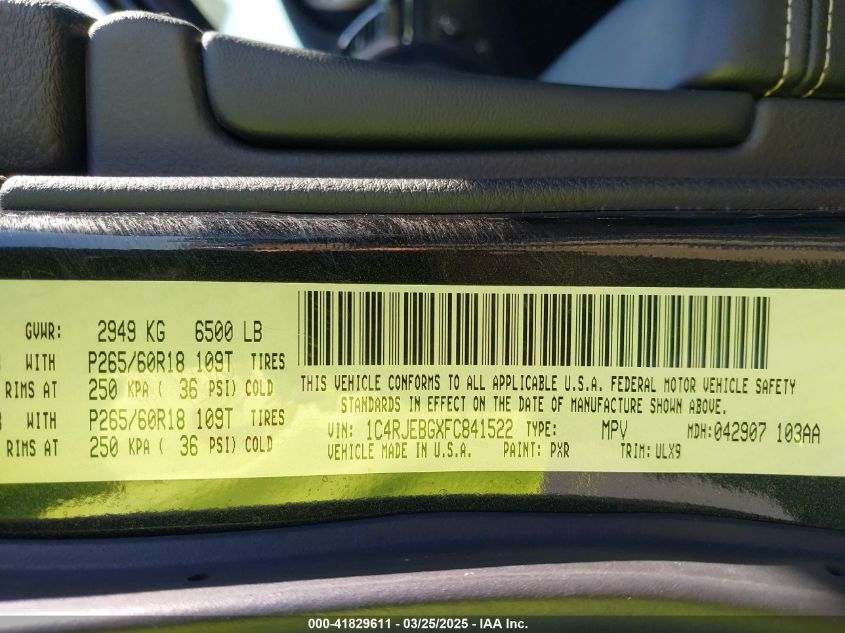 GVWR: 2949 KG 6500 LB
WITH P265/60R18 109T TIRES
RIMS AT 250 KPA ( 36 PSI) COLD
WITH P265/60R18 109T TIRES
RIMS AT 250 KPA ( 36 PSI) COLD
THIS VEHICLE CONFORMS TO ALL APPLICABLE U.S.A. FEDERAL MOTOR VEHICLE SAFETY
STANDARDS IN EFFECT ON THE DATE OF MANUFACTURE SHOWN ABOVE.
VIN: 1C4RJEBGXFC841522 TYPE: MPV MDH:042907 103AA
VEHICLE MADE IN U.S.A. PAINT: PXR TRIM:ULX9
000-41829611 - 03/25/2025 - IAA Inc.